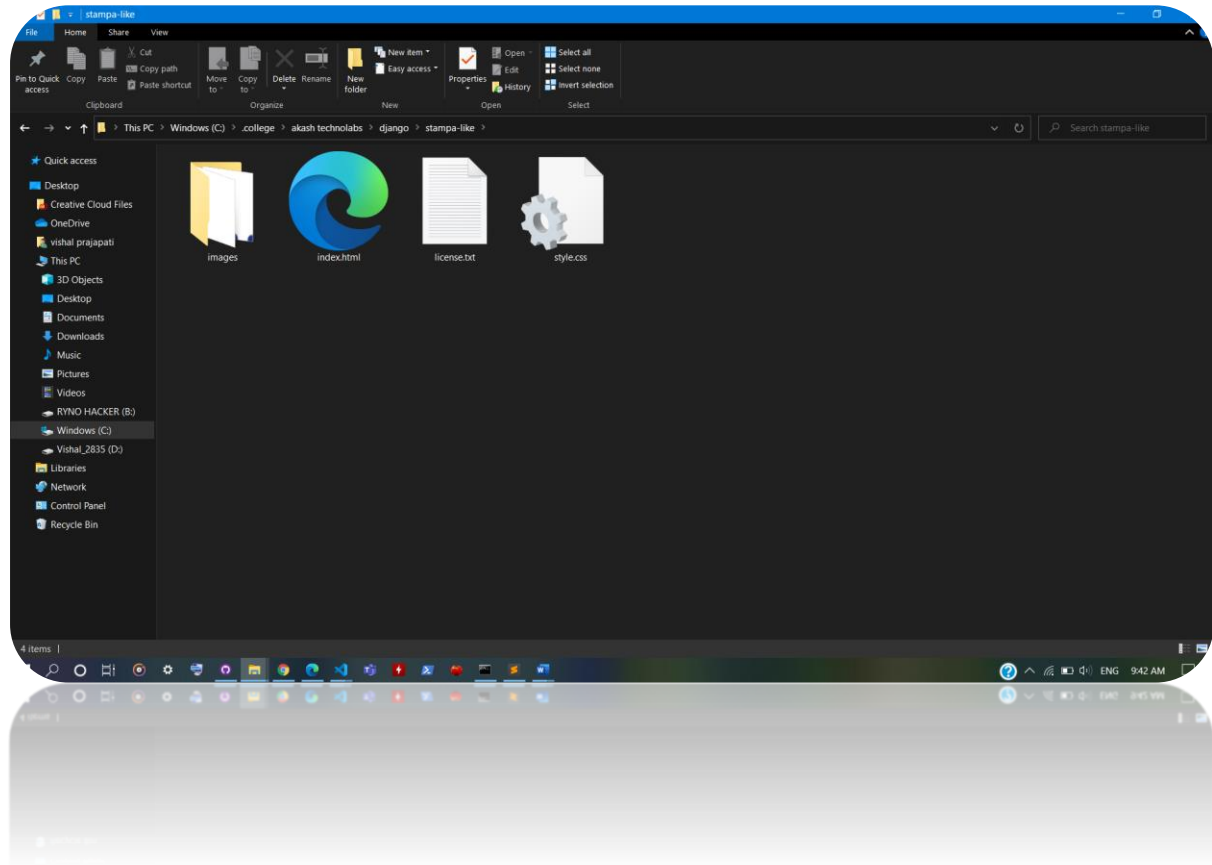 stampa-like
File Home Share View
Pin to Quick access
Copy
Paste
Cut
Copy path
Paste shortcut
Move to
Copy to
Delete
Rename
New folder
New item
Easy access
Properties
Open
Edit
History
Select all
Select none
Invert selection
Clipboard Organize New Open Select
This PC > Windows (C:) > .college > akash technolabs > django > stampa-like >
Search stampa-like
Quick access
Desktop
Creative Cloud Files
OneDrive
vishal prajapati
This PC
3D Objects
Desktop
Documents
Downloads
Music
Pictures
Videos
RYNO HACKER (B:)
Windows (C:)
Vishal_2835 (D:)
Libraries
Network
Control Panel
Recycle Bin
images index.html license.txt style.css
4 items
ENG 9:42 AM